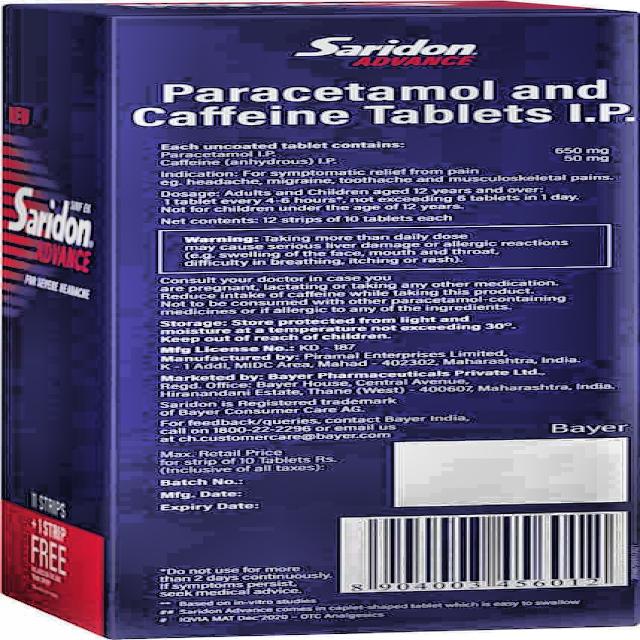 Saridon
ADVANCE
Paracetamol and
Caffeine Tablets I.P.
Each uncoated tablet contains:
Paracetamol I.P. 650 mg
Caffeine (anhydrous) I.P. 50 mg
Indication: For symptomatic relief from pain
eg. headache, migraine, toothache and musculoskeletal pains.
Dosage: Adults and Children aged 12 years and over:
1 tablet every 4-6 hours*, not exceeding 6 tablets in 1 day.
Not for children under the age of 12 years.
Net contents: 12 strips of 10 tablets each
Warning: Taking more than daily dose
may cause serious liver damage or allergic reactions
(e.g. swelling of the face, mouth and throat,
difficulty in breathing, itching or rash).
Consult your doctor in case you
are pregnant, lactating or taking any other medication.
Reduce intake of caffeine while taking this product.
Not to be consumed with other paracetamol-containing
medicines or if allergic to any of the ingredients.
Storage: Store protected from light and
moisture at a temperature not exceeding 30°.
Keep out of reach of children.
Mfg License No.: KD - 187
Manufactured by: Piramal Enterprises Limited,
K - 1 Addl, MIDC Area, Mahad - 402302, Maharashtra, India.
Marketed by: Bayer Pharmaceuticals Private Ltd.,
Regd. Office: Bayer House, Central Avenue,
Hiranandani Estate, Thane (West) - 400607, Maharashtra, India.
Saridon is Registered trademark
of Bayer Consumer Care AG.
For feedback/queries, contact Bayer India,
call on 1800-22-2296 or email us
at ch.customercare@bayer.com
Bayer
Max. Retail Price
for strip of 10 Tablets Rs.
(Inclusive of all taxes):
Batch No.:
Mfg. Date:
Expiry Date:
8 904003 456012
*Do not use for more
than 2 days continuously.
If symptoms persist,
seek medical advice.
** Based on in-vitro studies
## Saridon Advance comes in caplet-shaped tablet which is easy to swallow
# IQVIA MAT Dec'2020 - OTC Analgesics
NEW
Saridon
ADVANCE
FOR SEVERE HEADACHE
11 STRIPS
+ 1 STRIP
FREE